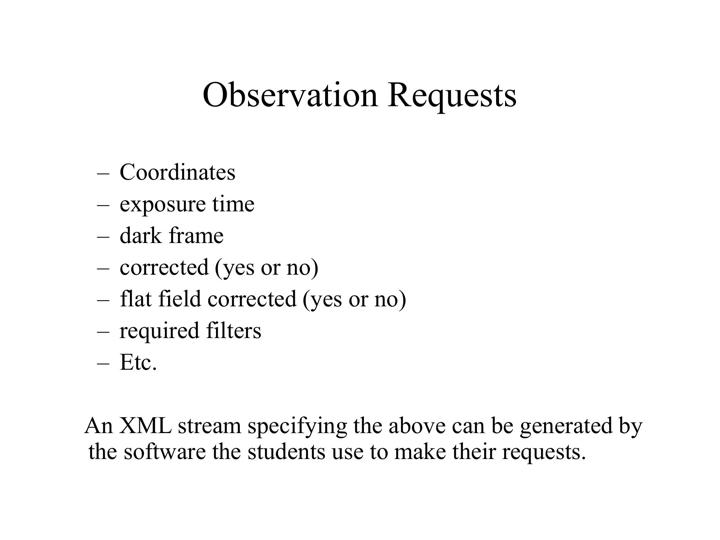 Observation Requests
– Coordinates
– exposure time
– dark frame
– corrected (yes or no)
– flat field corrected (yes or no)
– required filters
– Etc.
An XML stream specifying the above can be generated by
the software the students use to make their requests.